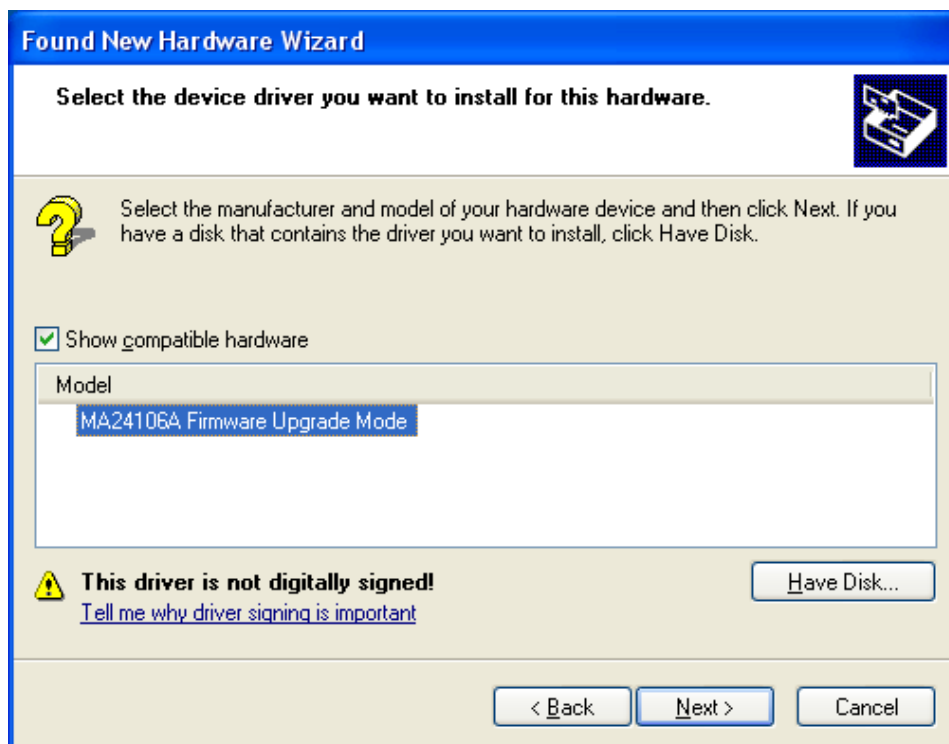 Found New Hardware Wizard
Select the device driver you want to install for this hardware.
Select the manufacturer and model of your hardware device and then click Next. If you
have a disk that contains the driver you want to install, click Have Disk.
Show compatible hardware
Model
MA24106A Firmware Upgrade Mode
This driver is not digitally signed!
Have Disk...
Tell me why driver signing is important
< Back
Next >
Cancel